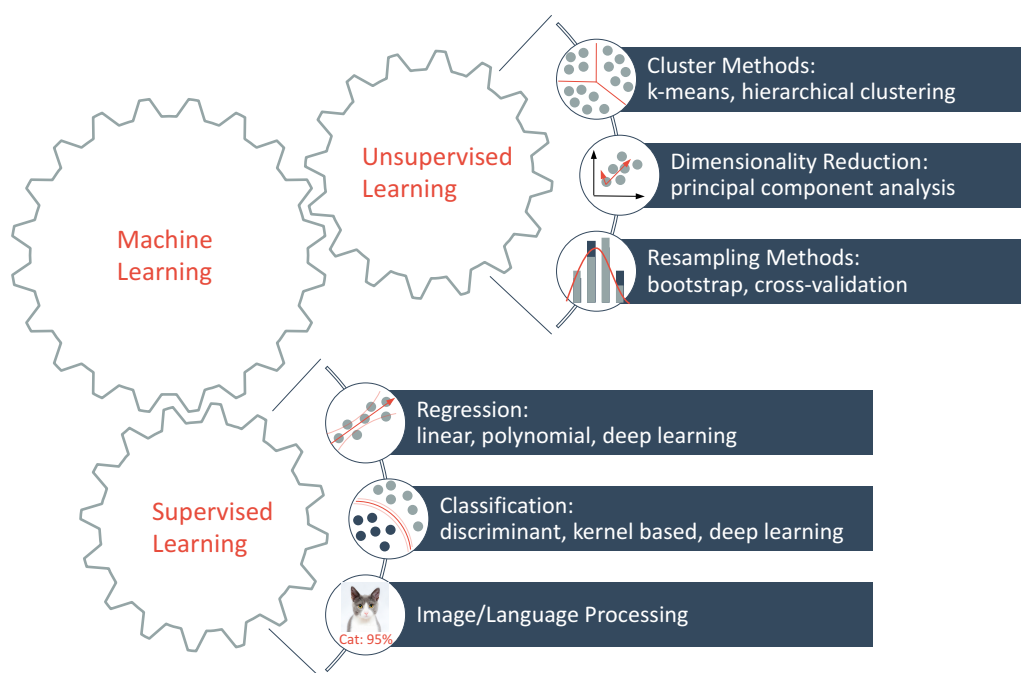 Machine
Learning
Unsupervised
Learning
Cluster Methods:
k-means, hierarchical clustering
Dimensionality Reduction:
principal component analysis
Resampling Methods:
bootstrap, cross-validation
Supervised
Learning
Regression:
linear, polynomial, deep learning
Classification:
discriminant, kernel based, deep learning
Image/Language Processing
Cat: 95%